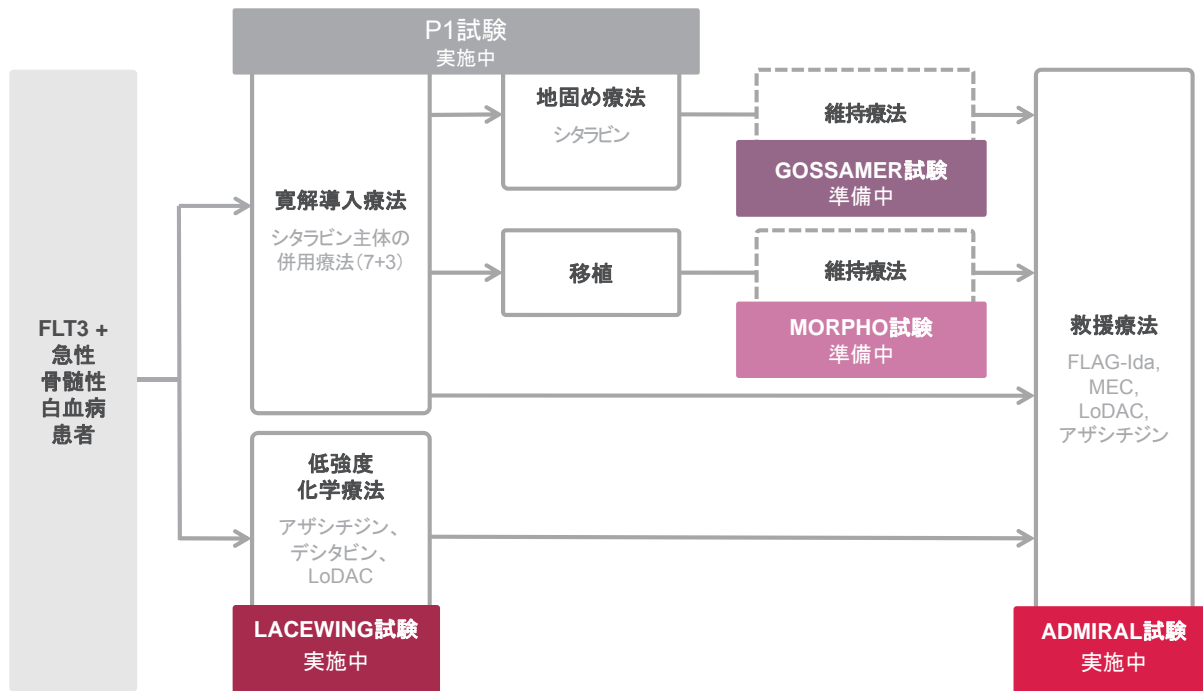 P1試験
実施中
FLT3 +
急性
骨髄性
白血病
患者
寛解導入療法
シタラビン主体の
併用療法(7+3)
地固め療法
シタラビン
維持療法
GOSSAMER試験
準備中
移植
維持療法
MORPHO試験
準備中
低強度
化学療法
アザシチジン、
デシタビン、
LoDAC
LACEWING試験
実施中
救援療法
FLAG-Ida,
MEC,
LoDAC,
アザシチジン
ADMIRAL試験
実施中